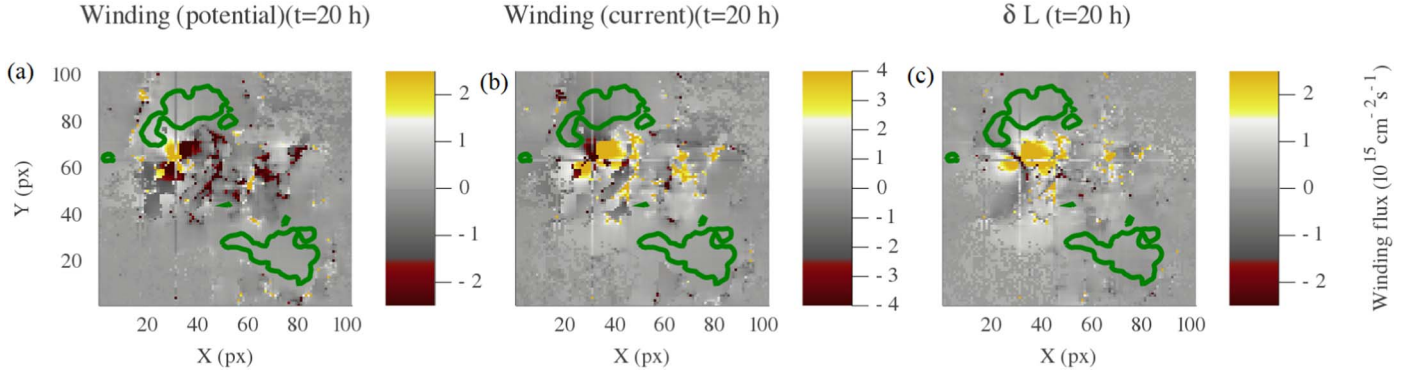 Winding (potential)(t=20 h)
Winding (current)(t=20 h)
δ L (t=20 h)
(a)
100
80
60
40
20
Y (px)
20 40 60 80 100
X (px)
2
1
0
- 1
- 2
(b)
20 40 60 80 100
X (px)
4
3
2
1
0
- 1
- 2
- 3
- 4
(c)
20 40 60 80 100
X (px)
2
1
0
- 1
- 2
Winding flux (10^15 cm^-2 s^-1)